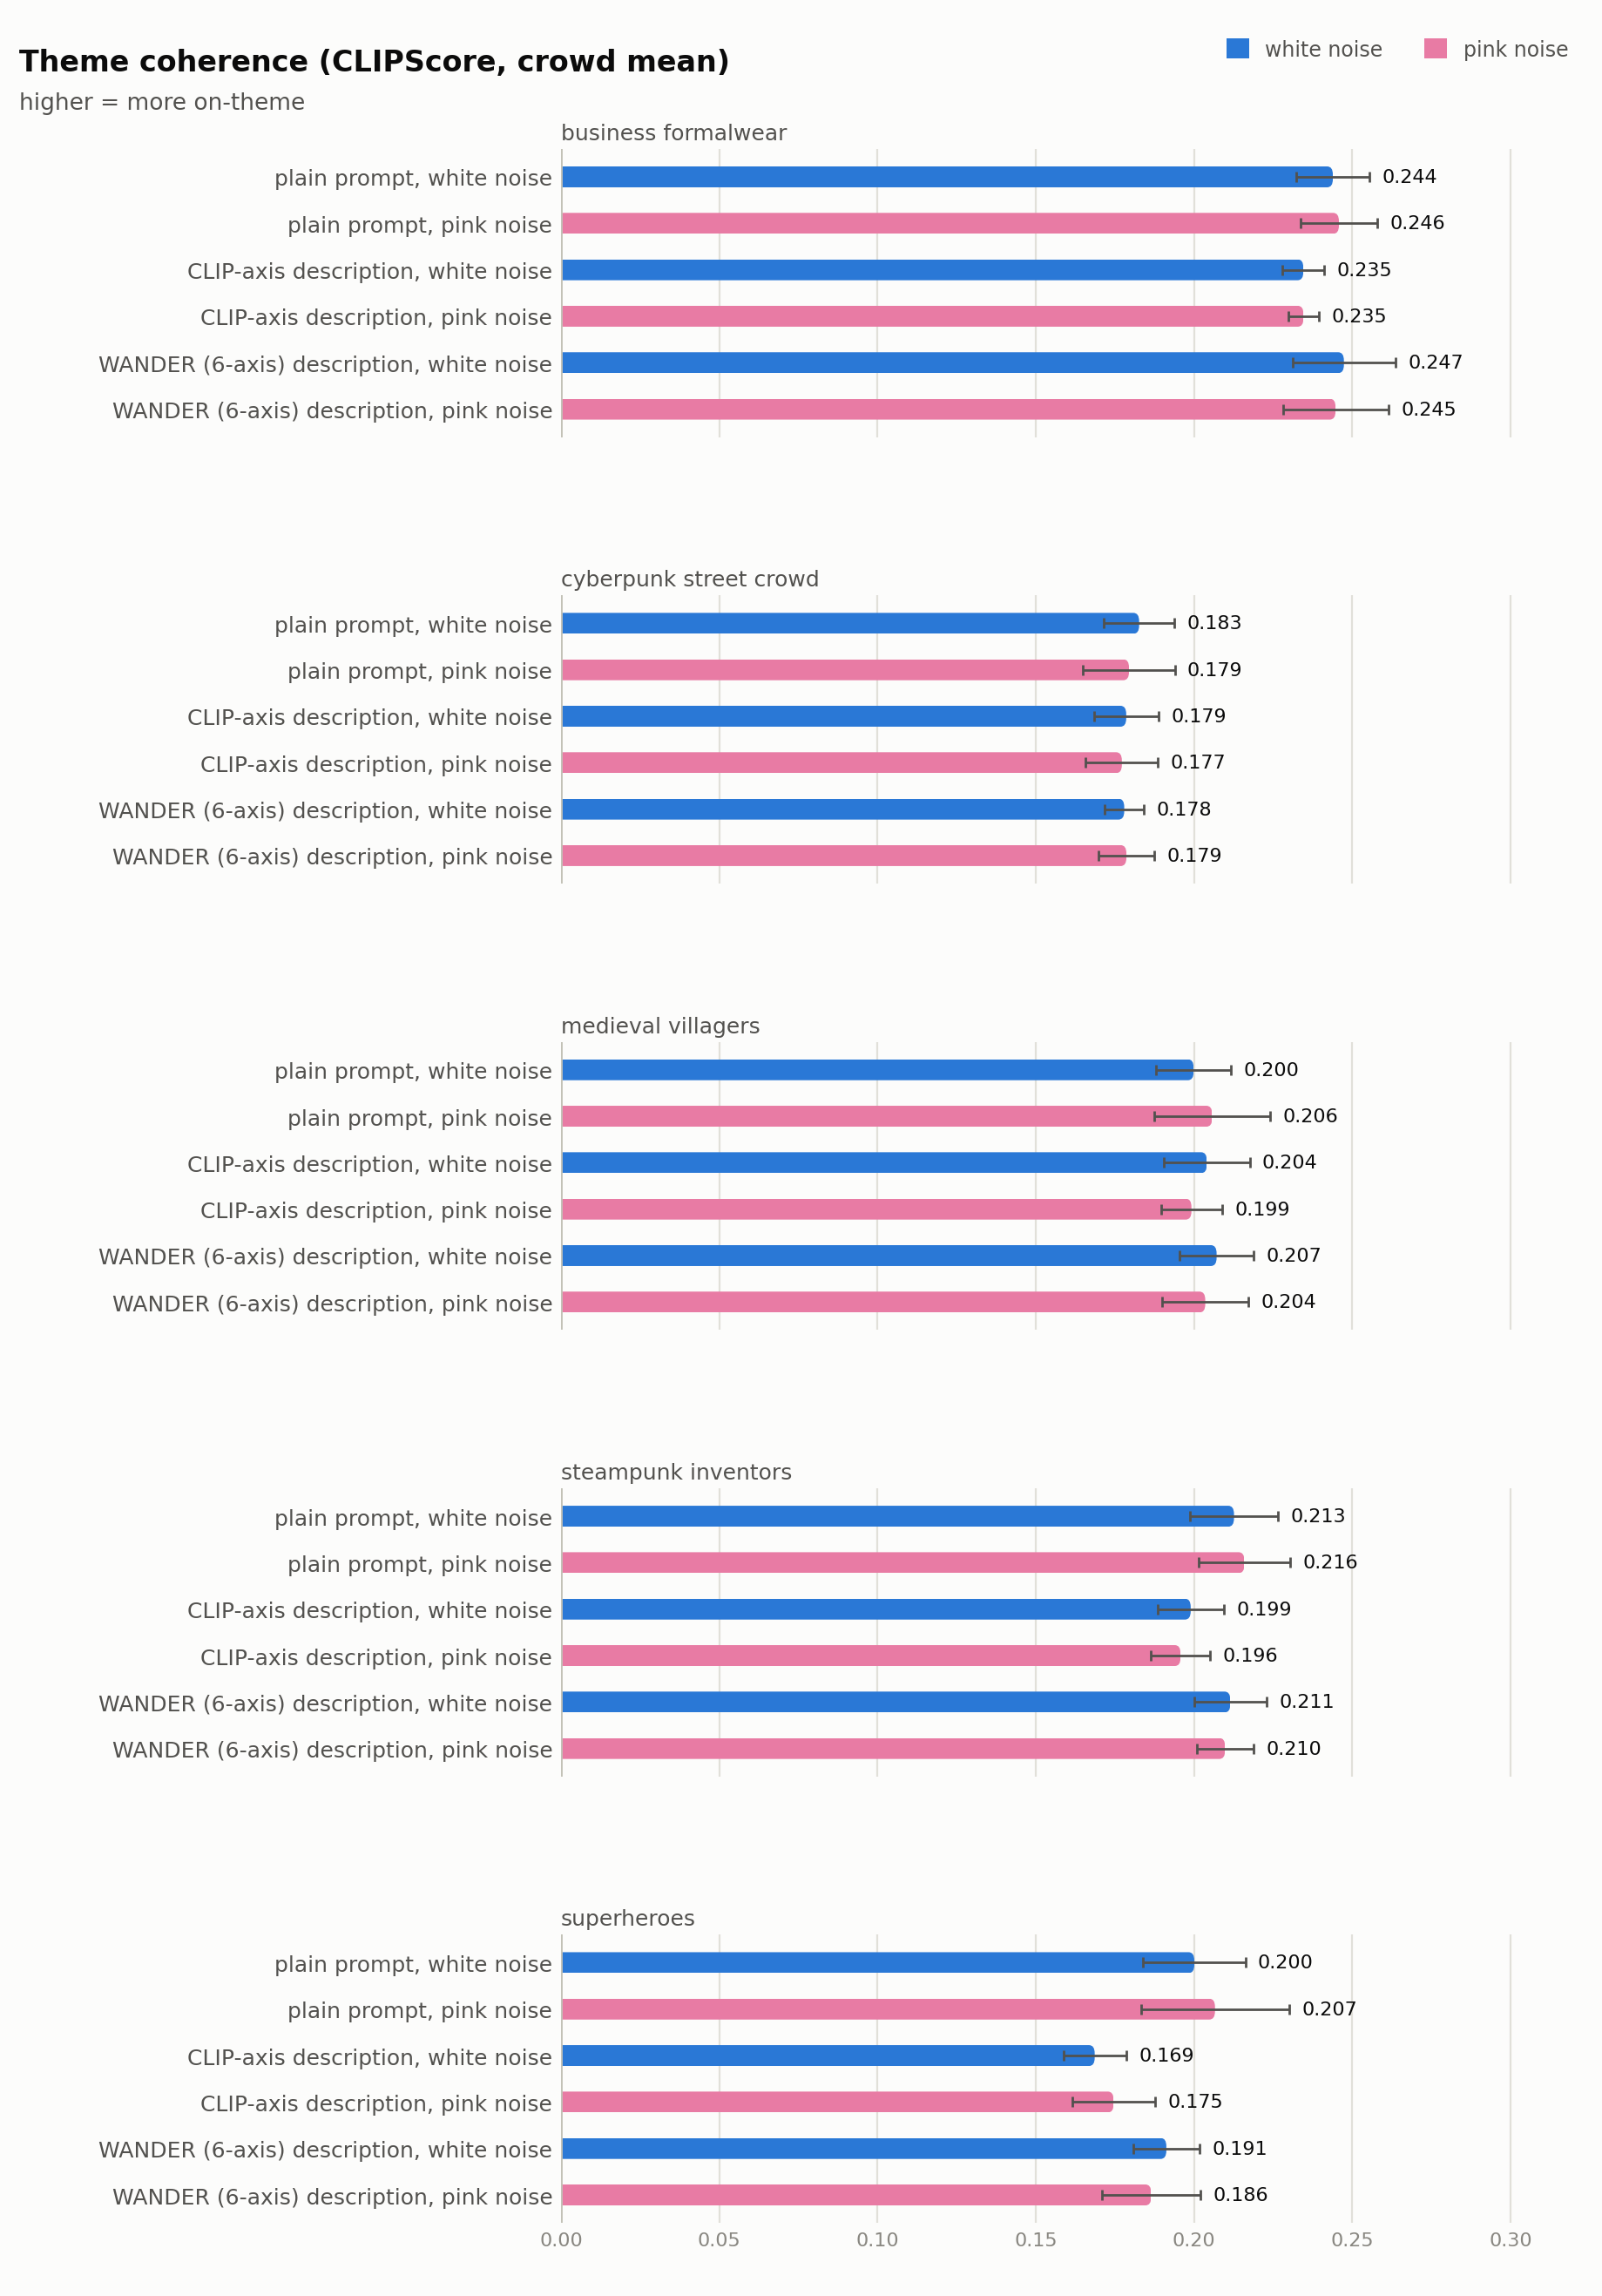 Theme coherence (CLIPScore, crowd mean)
white noise
pink noise
higher = more on-theme
business formalwear
plain prompt, white noise 0.244
plain prompt, pink noise 0.246
CLIP-axis description, white noise 0.235
CLIP-axis description, pink noise 0.235
WANDER (6-axis) description, white noise 0.247
WANDER (6-axis) description, pink noise 0.245
cyberpunk street crowd
plain prompt, white noise 0.183
plain prompt, pink noise 0.179
CLIP-axis description, white noise 0.179
CLIP-axis description, pink noise 0.177
WANDER (6-axis) description, white noise 0.178
WANDER (6-axis) description, pink noise 0.179
medieval villagers
plain prompt, white noise 0.200
plain prompt, pink noise 0.206
CLIP-axis description, white noise 0.204
CLIP-axis description, pink noise 0.199
WANDER (6-axis) description, white noise 0.207
WANDER (6-axis) description, pink noise 0.204
steampunk inventors
plain prompt, white noise 0.213
plain prompt, pink noise 0.216
CLIP-axis description, white noise 0.199
CLIP-axis description, pink noise 0.196
WANDER (6-axis) description, white noise 0.211
WANDER (6-axis) description, pink noise 0.210
superheroes
plain prompt, white noise 0.200
plain prompt, pink noise 0.207
CLIP-axis description, white noise 0.169
CLIP-axis description, pink noise 0.175
WANDER (6-axis) description, white noise 0.191
WANDER (6-axis) description, pink noise 0.186
0.00 0.05 0.10 0.15 0.20 0.25 0.30